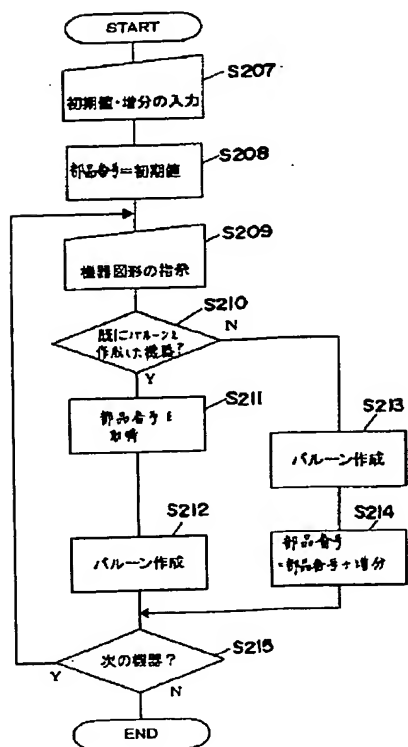 START
S207
初期値・増分の入力
S208
部品番号=初期値
S209
機器図形の指示
S210
既にバルーンを
作成した機器?
N
Y
S211
部品番号を
取得
S213
バルーン作成
S212
バルーン作成
S214
部品番号
=部品番号+増分
S215
次の機器?
Y
N
END